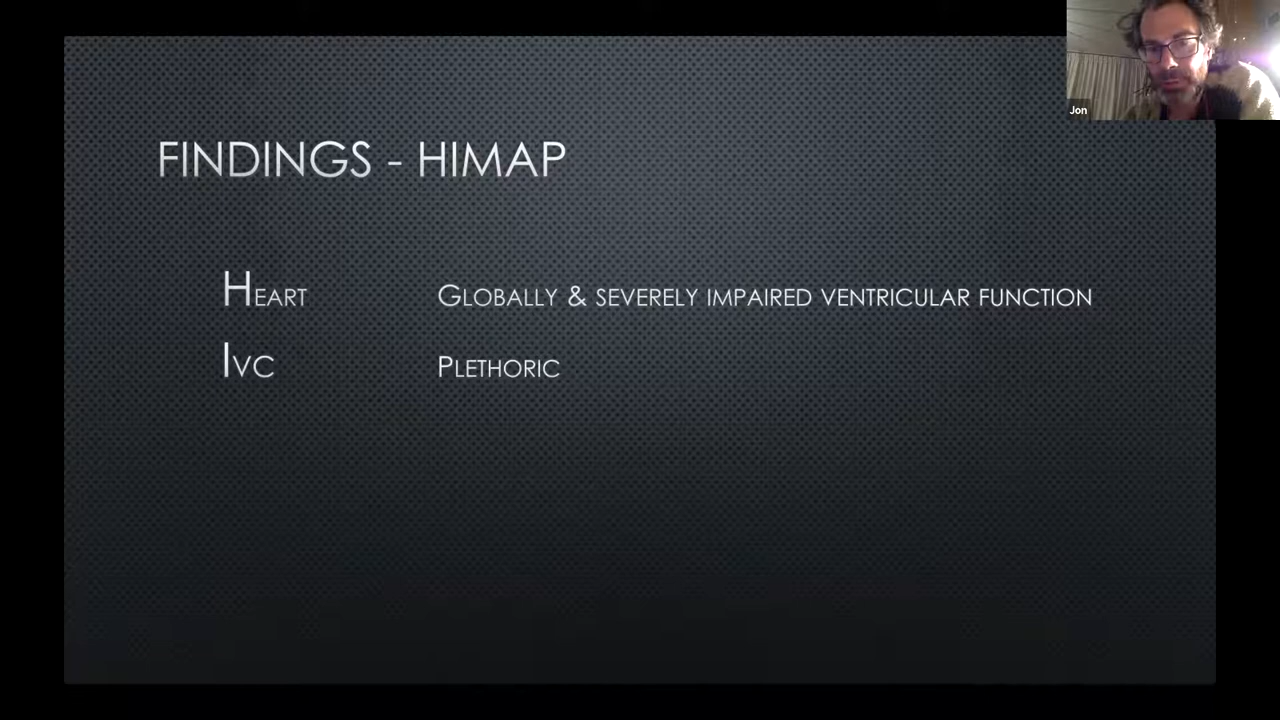 Jon
FINDINGS - HIMAP
HEART GLOBALLY & SEVERELY IMPAIRED VENTRICULAR FUNCTION
IVC PLETHORIC